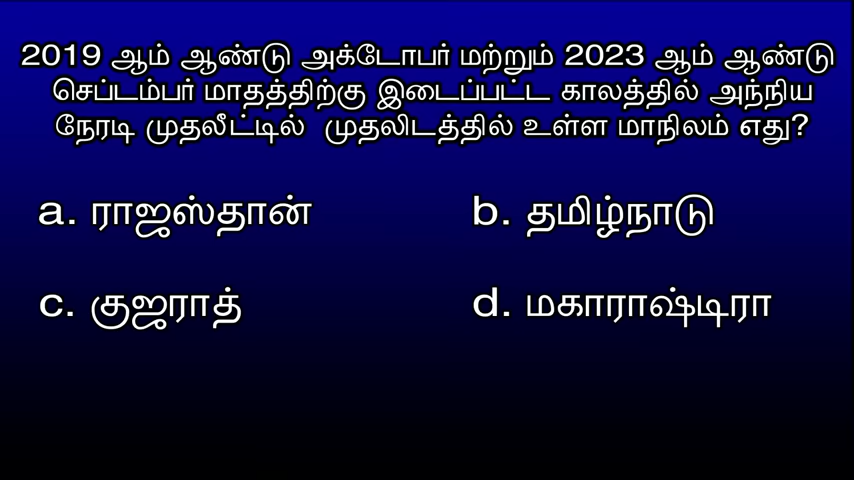 2019 ஆம் ஆண்டு அக்டோபர் மற்றும் 2023 ஆம் ஆண்டு
செப்டம்பர் மாதத்திற்கு இடைப்பட்ட காலத்தில் அந்நிய
நேரடி முதலீட்டில் முதலிடத்தில் உள்ள மாநிலம் எது?
a. ராஜஸ்தான் b. தமிழ்நாடு
c. குஜராத் d. மகாராஷ்டிரா